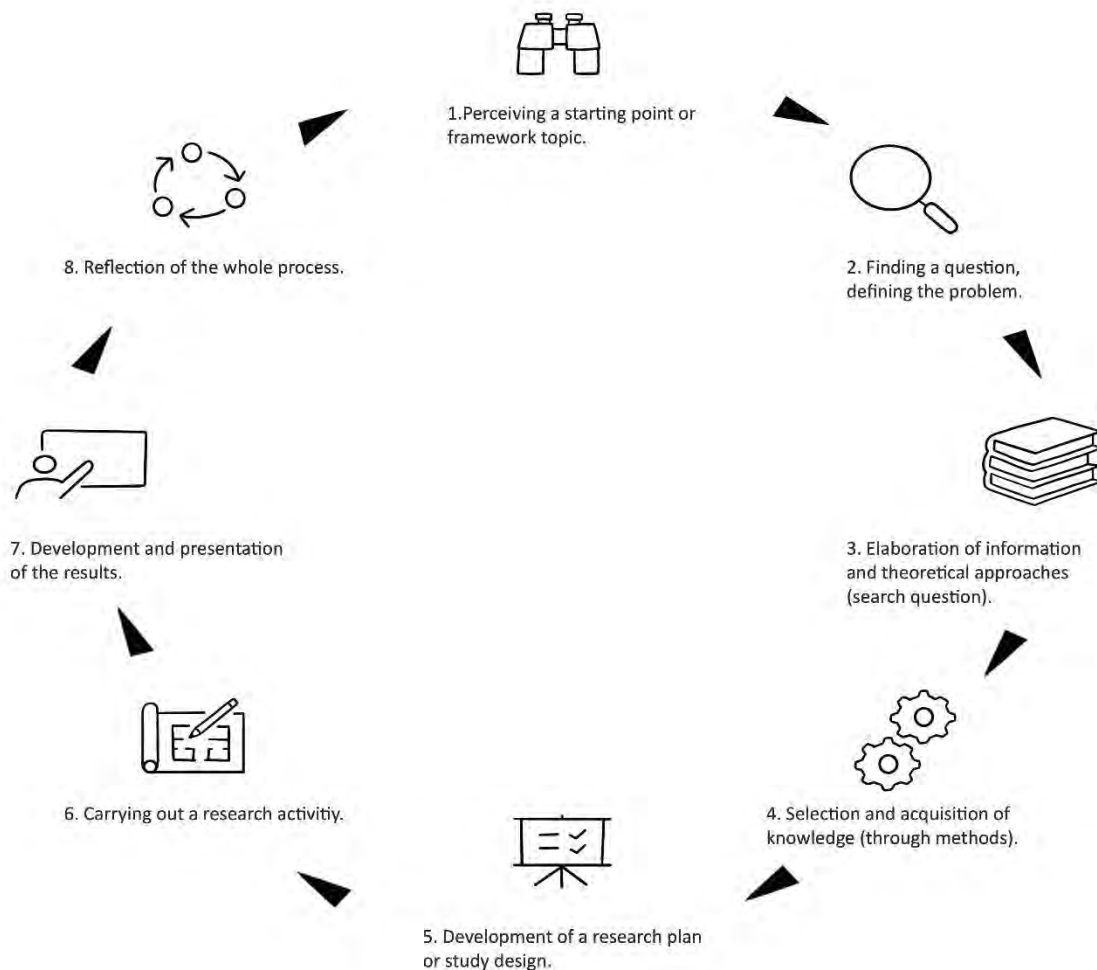 1.Perceiving a starting point or
framework topic.
2. Finding a question,
defining the problem.
3. Elaboration of information
and theoretical approaches
(search question).
4. Selection and acquisition of
knowledge (through methods).
5. Development of a research plan
or study design.
6. Carrying out a research activitiy.
7. Development and presentation
of the results.
8. Reflection of the whole process.